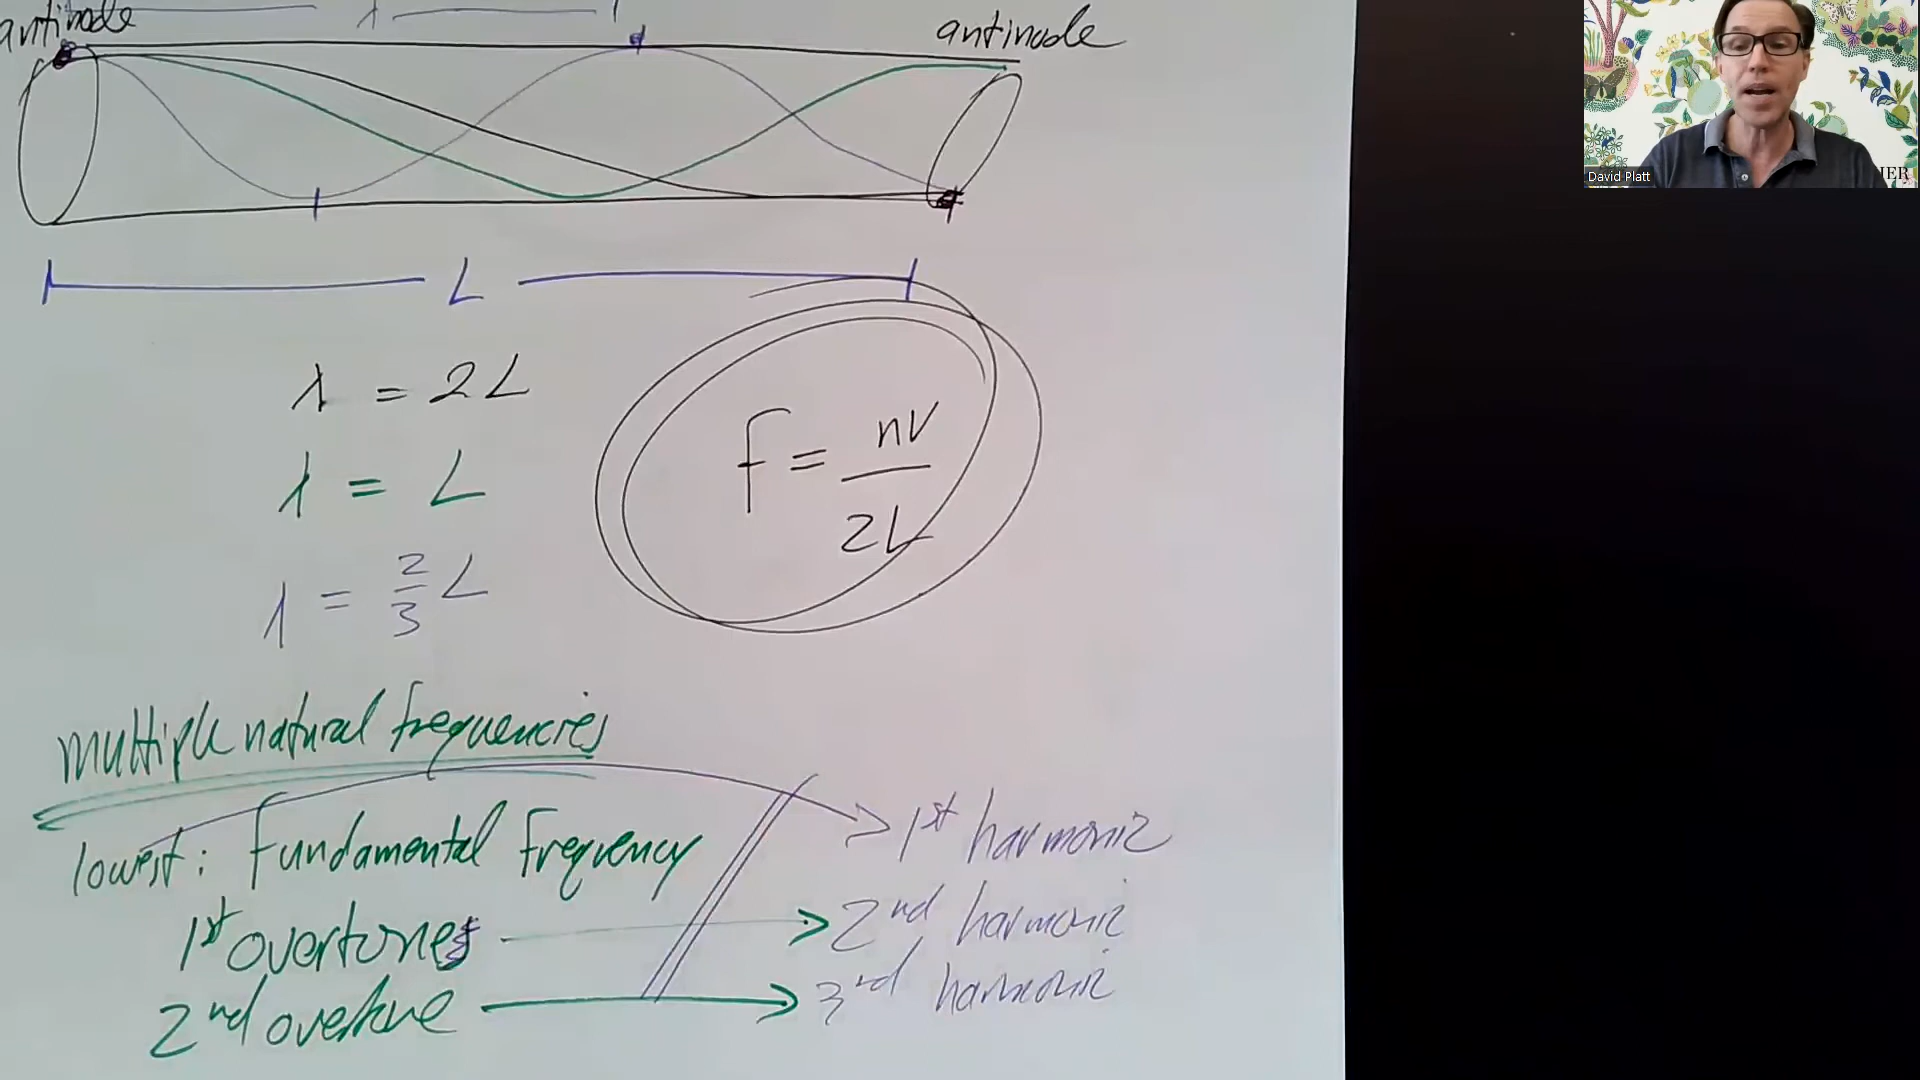 λ
antinode
antinode
L
λ = 2L
λ = L
λ = 2/3 L
f = nV/2L
multiple natural frequencies
lowest: Fundamental Frequency
1st harmonic
1st overtones
2nd harmonic
2nd overtone
3rd harmonic
David Platt
IER